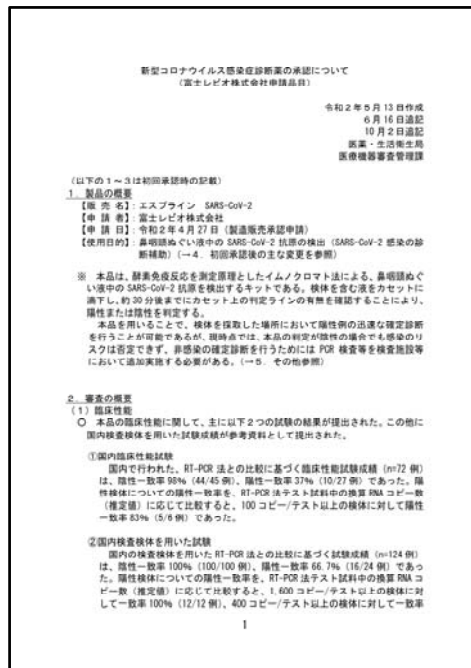 新型コロナウイルス感染症診断薬の承認について
（富士レビオ株式会社申請品目）
令和２年５月13日作成
６月16日追記
10月２日追記
医薬・生活衛生局
医療機器審査管理課
（以下の１～３は初回承認時の記載）
１．製品の概要
【販 売 名】：エスプライン SARS-CoV-2
【申 請 者】：富士レビオ株式会社
【申 請 日】：令和２年４月27日（製造販売承認申請）
【使用目的】：鼻咽頭ぬぐい液中の SARS-CoV-2 抗原の検出（SARS-CoV-2 感染の診
断補助）（→４．初回承認後の主な変更を参照）
※ 本品は、酵素免疫反応を測定原理としたイムノクロマト法による、鼻咽頭ぬぐ
い液中の SARS-CoV-2 抗原を検出するキットである。検体を含む液をカセットに
滴下し、約 30 分後までにカセット上の判定ラインの有無を確認することにより、
陽性または陰性を判定する。
本品を用いることで、検体を採取した場所において陽性例の迅速な確定診断
を行うことが可能であるが、現時点では、本品の判定が陰性の場合でも感染のリ
スクは否定できず、非感染の確定診断を行うためには PCR 検査等を検査施設等
において追加実施する必要がある。（→５．その他参照）
２．審査の概要
（１）臨床性能
○ 本品の臨床性能に関して、主に以下２つの試験の結果が提出された。この他に
国内検査検体を用いた試験成績が参考資料として提出された。
①国内臨床性能試験
国内で行われた、RT-PCR 法との比較に基づく臨床性能試験成績（n=72 例）
は、陰性一致率 98%（44/45 例）、陽性一致率 37%（10/27 例）であった。陽
性検体についての陽性一致率を、RT-PCR 法テスト試料中の換算 RNA コピー数
（推定値）に応じて比較すると、100 コピー/テスト以上の検体に対して陽性
一致率 83%（5/6 例）であった。
②国内検査検体を用いた試験
国内の検査検体を用いた RT-PCR 法との比較に基づく試験成績（n=124 例）
は、陰性一致率 100%（100/100 例）、陽性一致率 66.7%（16/24 例）であっ
た。陽性検体についての陽性一致率を、RT-PCR 法テスト試料中の換算 RNA コ
ピー数（推定値）に応じて比較すると、1,600 コピー/テスト以上の検体に対
して一致率 100%（12/12 例）、400 コピー/テスト以上の検体に対して一致率
1